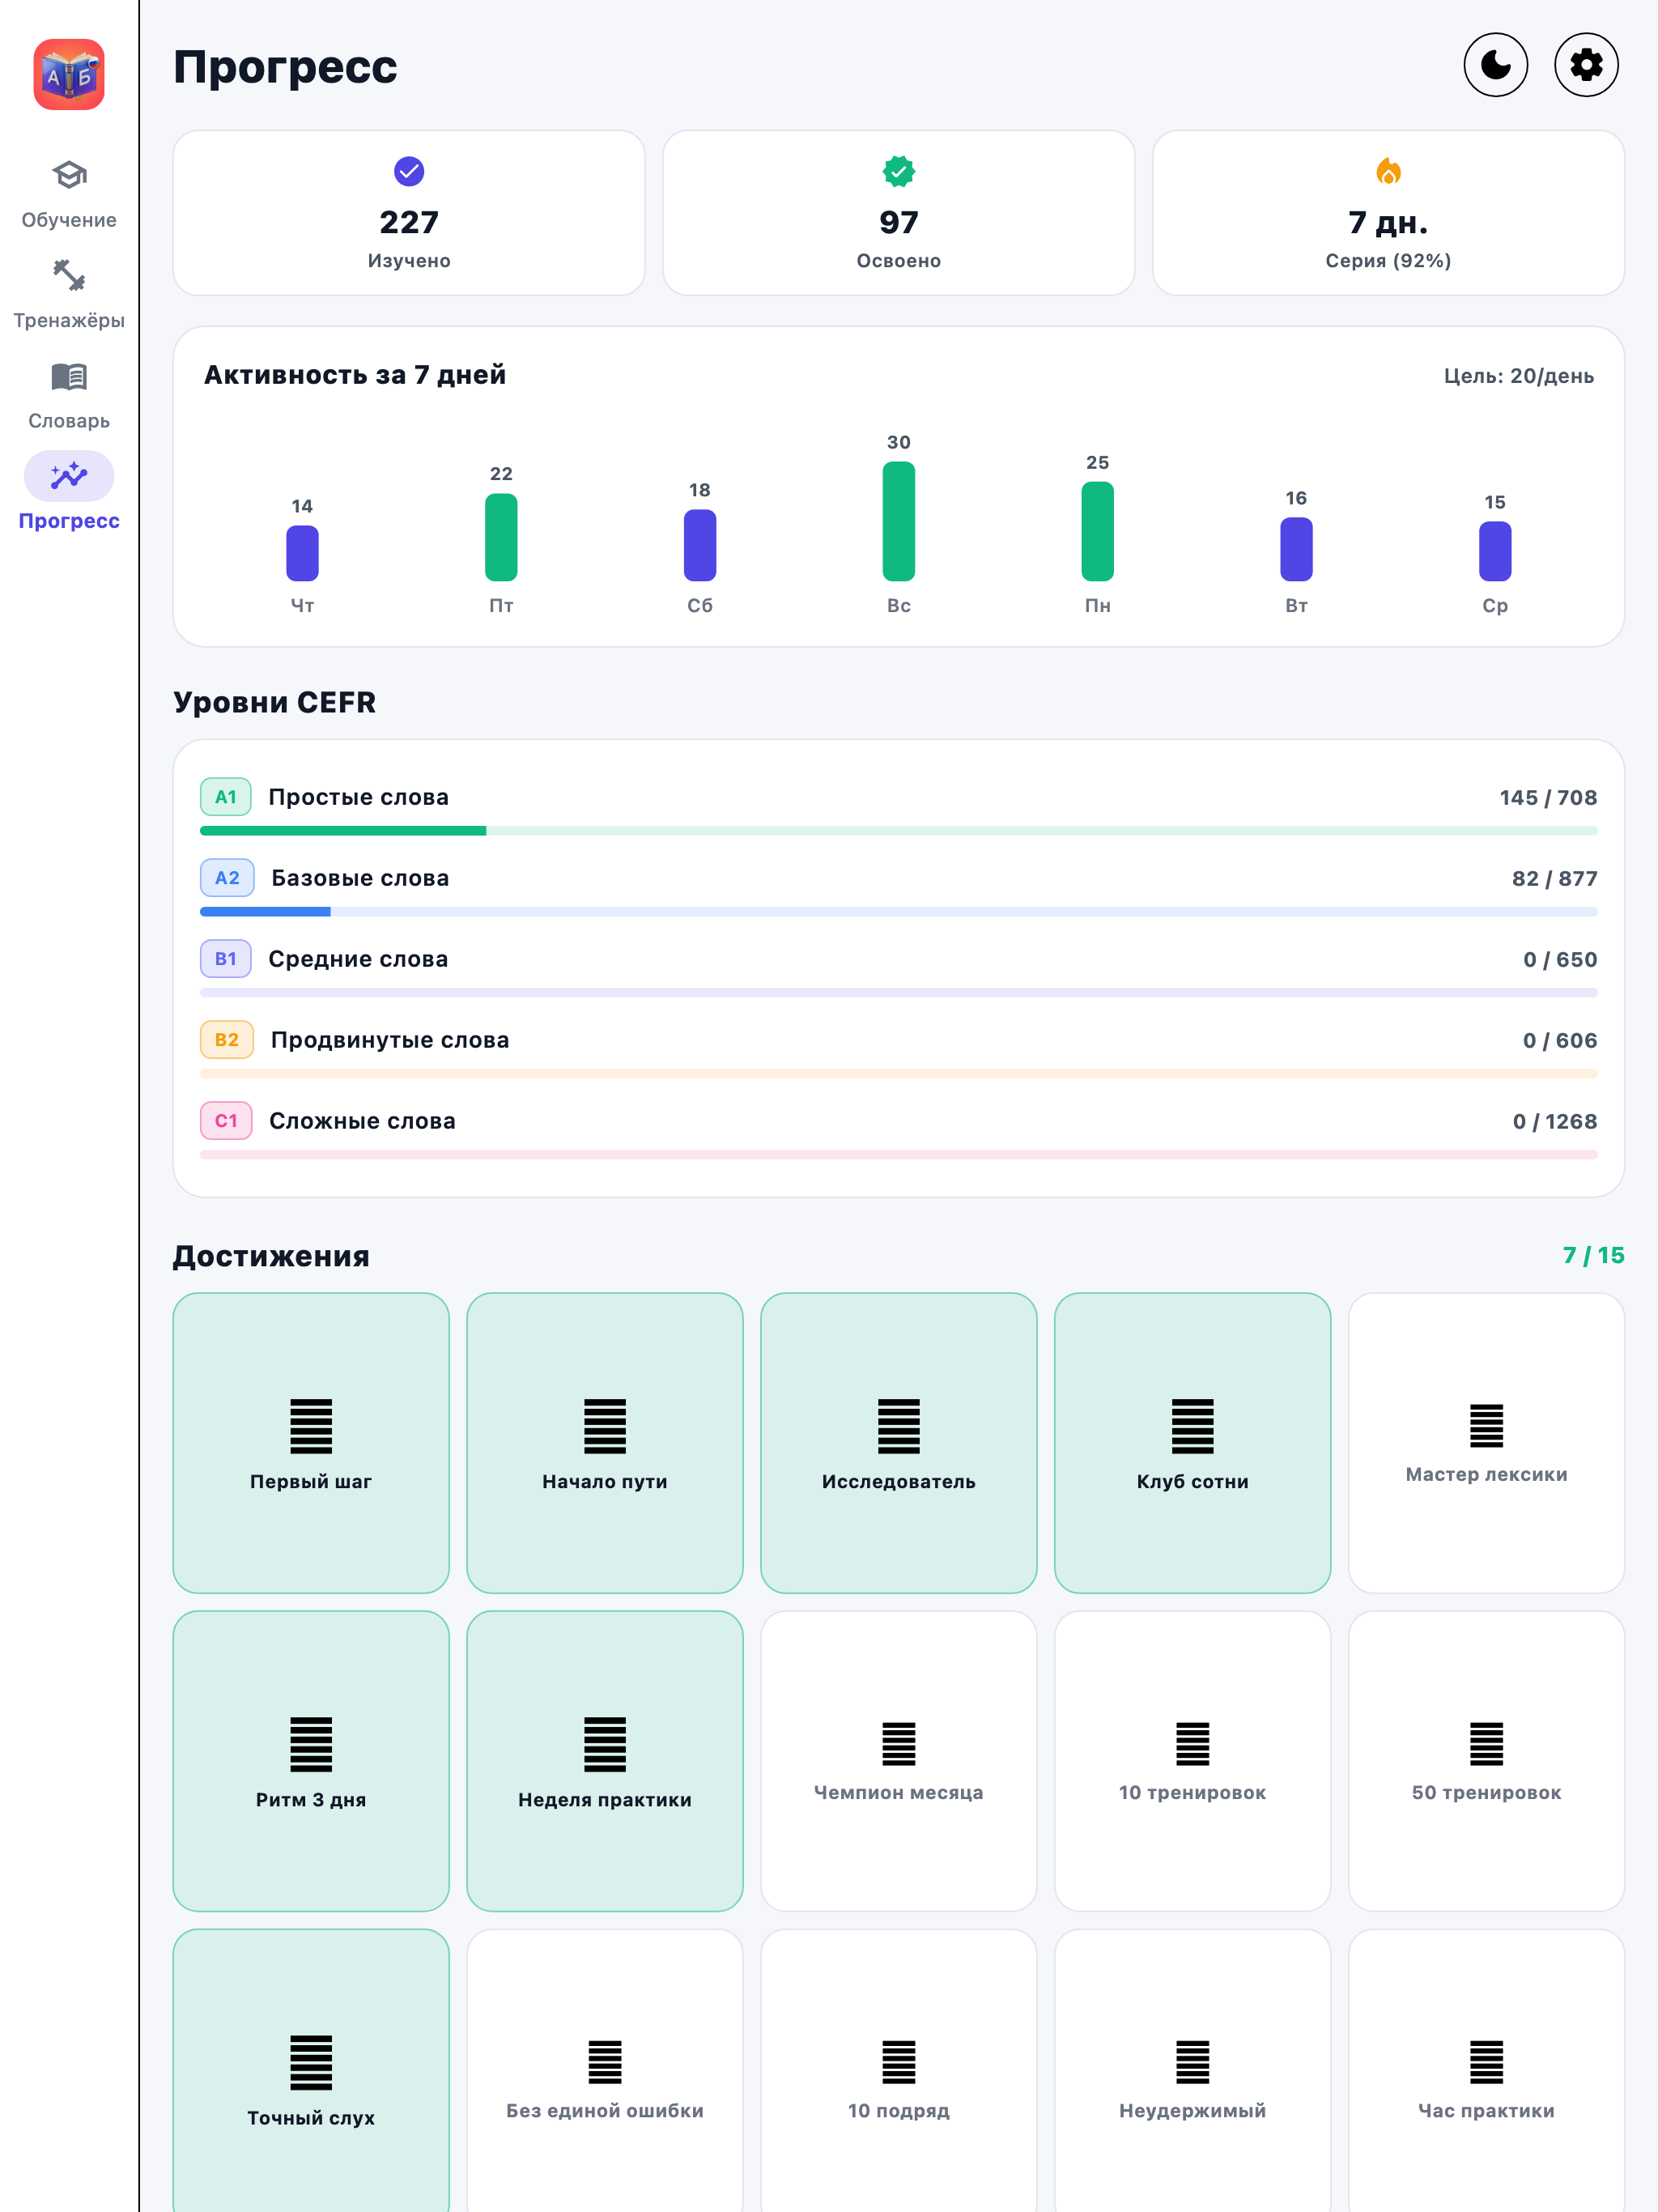 Прогресс
А Б
Обучение
Тренажёры
Словарь
Прогресс
227
Изучено
97
Освоено
7 дн.
Серия (92%)
Активность за 7 дней
Цель: 20/день
14
22
18
30
25
16
15
Чт
Пт
Сб
Вс
Пн
Вт
Ср
Уровни CEFR
A1 Простые слова 145 / 708
A2 Базовые слова 82 / 877
B1 Средние слова 0 / 650
B2 Продвинутые слова 0 / 606
C1 Сложные слова 0 / 1268
Достижения 7 / 15
Первый шаг
Начало пути
Исследователь
Клуб сотни
Мастер лексики
Ритм 3 дня
Неделя практики
Чемпион месяца
10 тренировок
50 тренировок
Точный слух
Без единой ошибки
10 подряд
Неудержимый
Час практики